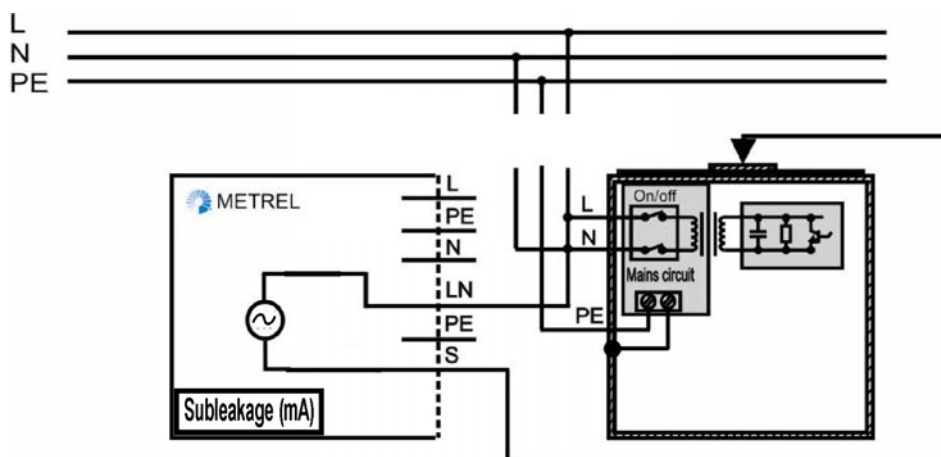 L
N
PE
METREL
L
PE
N
LN
PE
S
Subleakage (mA)
On/off
L
N
Mains circuit
PE